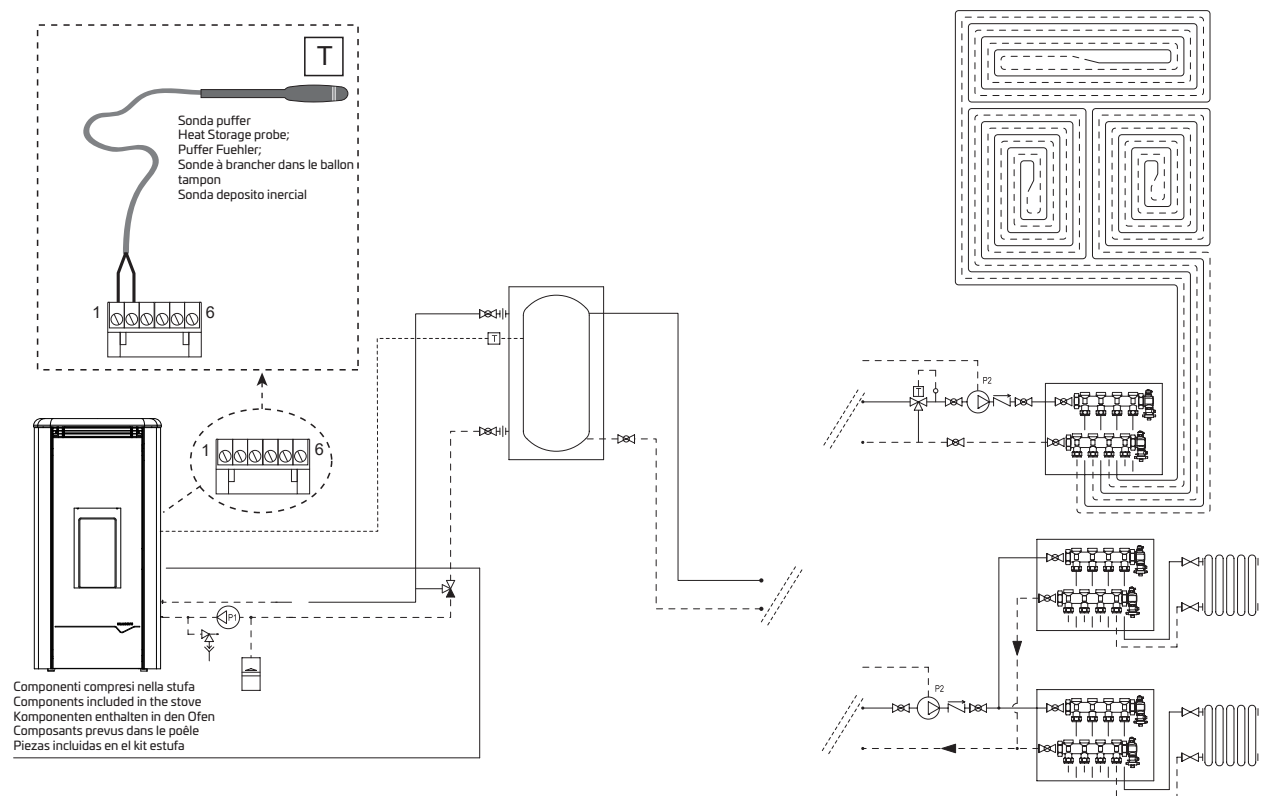 T
Sonda puffer
Heat Storage probe;
Puffer Fuehler;
Sonde à brancher dans le ballon
tampon
Sonda deposito inercial
1
6
T
1
6
P1
Componenti compresi nella stufa
Components included in the stove
Komponenten enthalten in den Ofen
Composants prevus dans le poêle
Piezas incluidas en el kit estufa
T
P2
P2